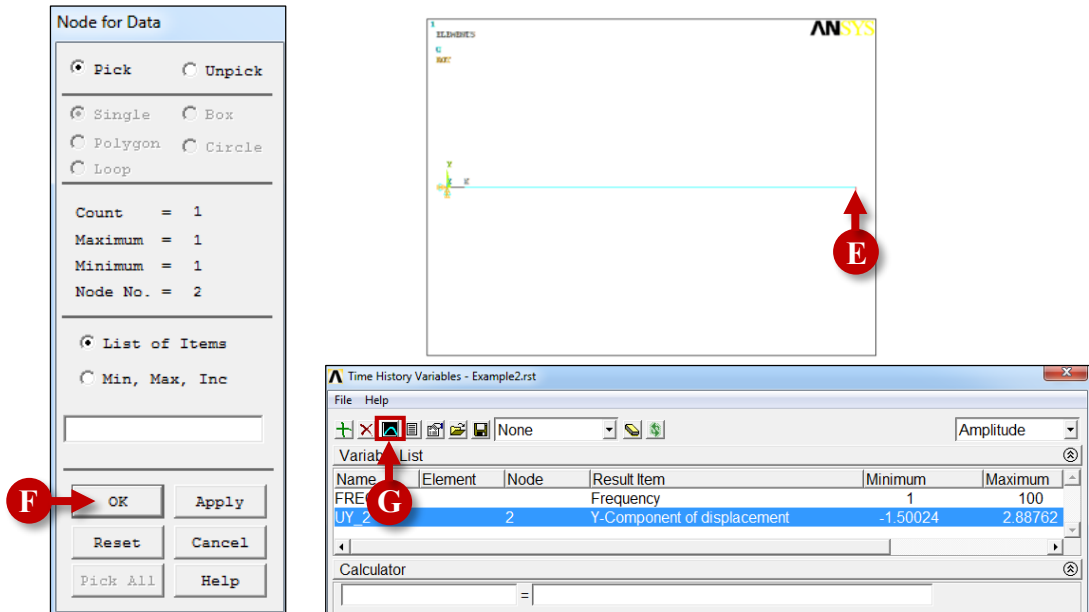 Node for Data
Pick Unpick
Single Box
Polygon Circle
Loop
Count = 1
Maximum = 1
Minimum = 1
Node No. = 2
List of Items
Min, Max, Inc
F
OK Apply
Reset Cancel
Pick All Help
1
ELEMENTS
U
ROT
ANSYS
Y
Z X
E
Time History Variables - Example2.rst
File Help
None Amplitude
Variable List
Name Element Node Result Item Minimum Maximum
FREQ Frequency 1 100
UY_2 2 Y-Component of displacement -1.50024 2.88762
G
Calculator
=